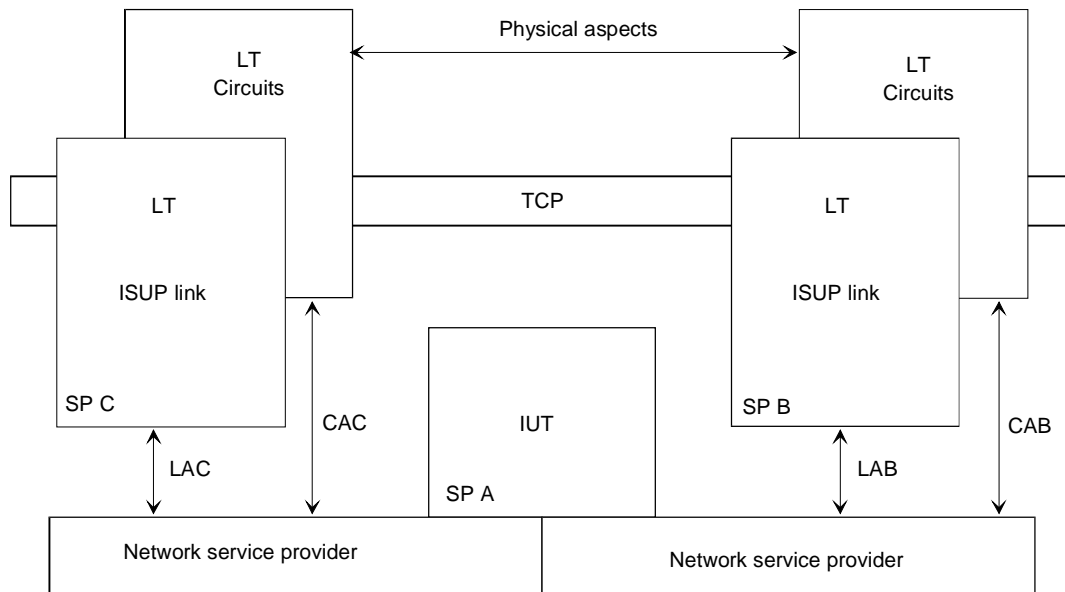 Physical aspects
LT
Circuits
LT
Circuits
LT
TCP
LT
ISUP link
ISUP link
SP C
SP B
CAC
IUT
CAB
LAC
LAB
SP A
Network service provider
Network service provider